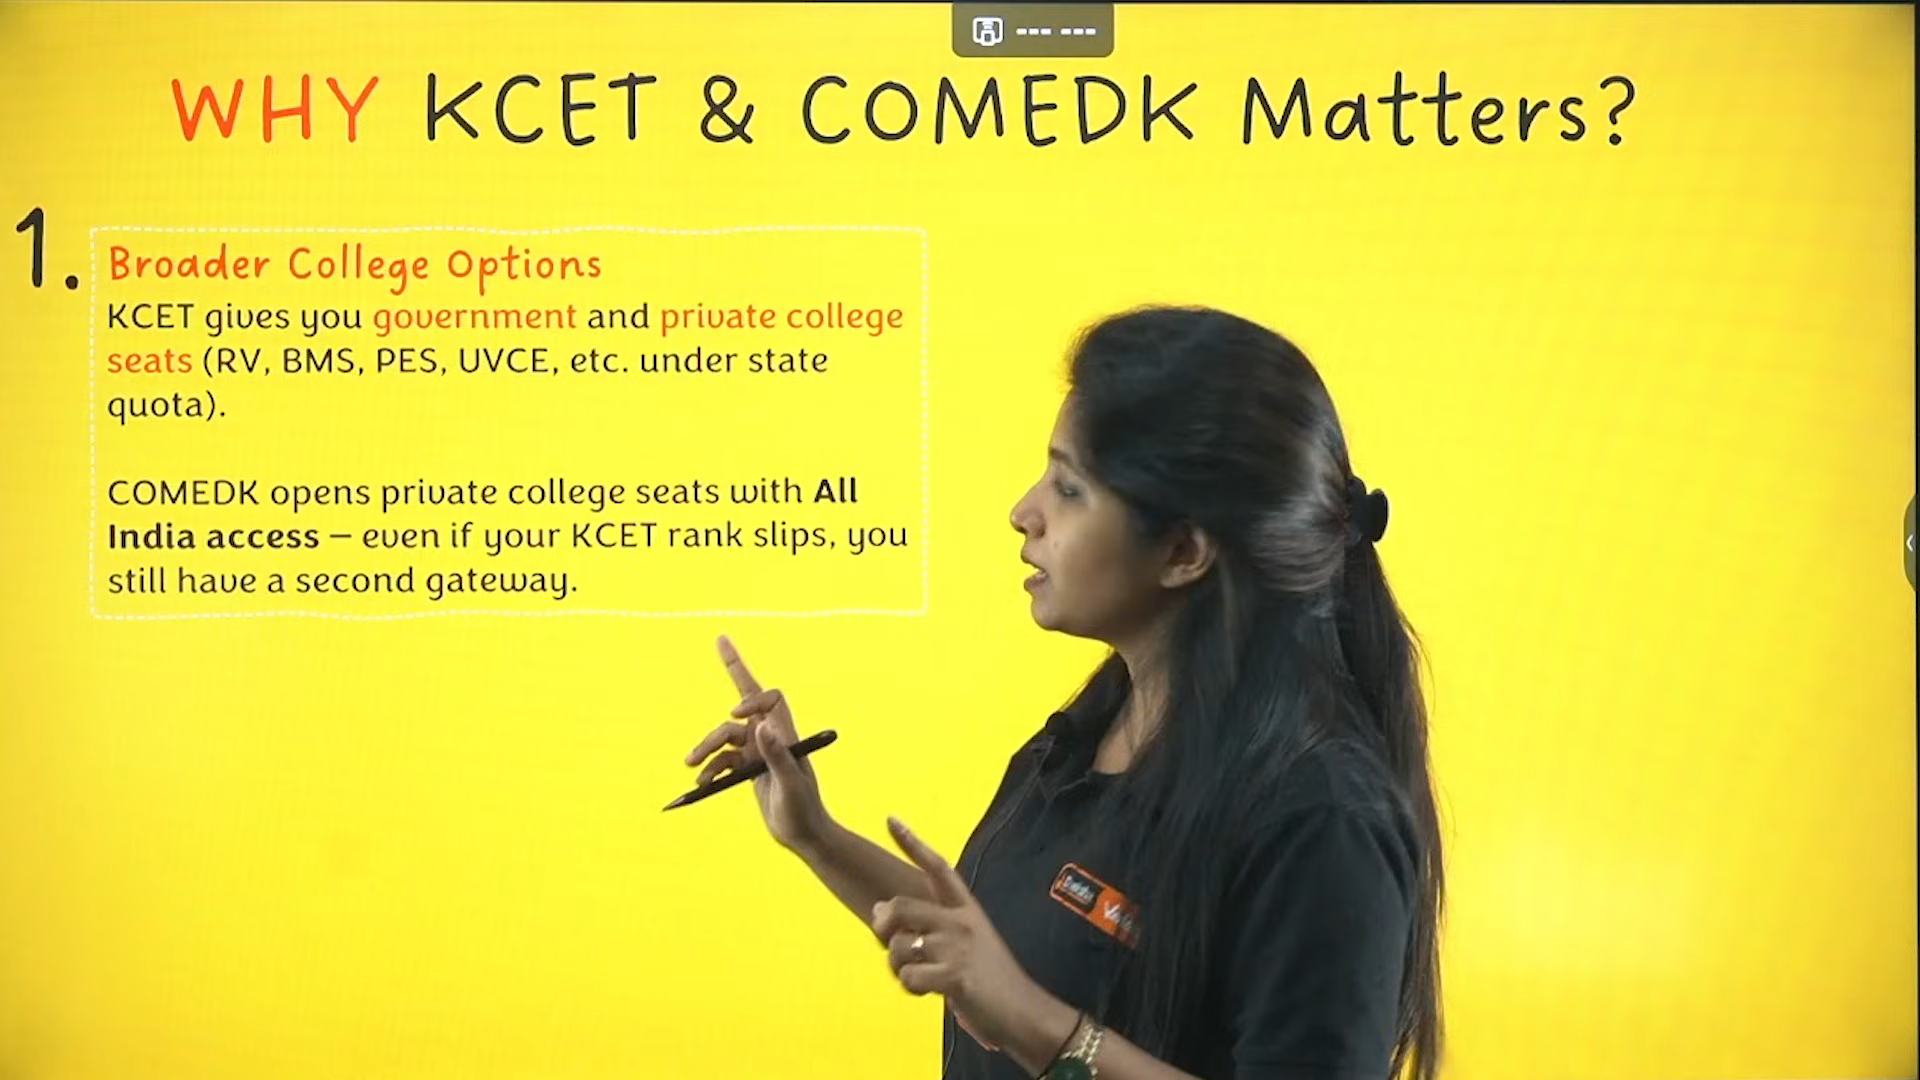 WHY KCET & COMEDK Matters?
1.
Broader College Options
KCET gives you government and private college
seats (RV, BMS, PES, UVCE, etc. under state
quota).
COMEDK opens private college seats with All
India access – even if your KCET rank slips, you
still have a second gateway.